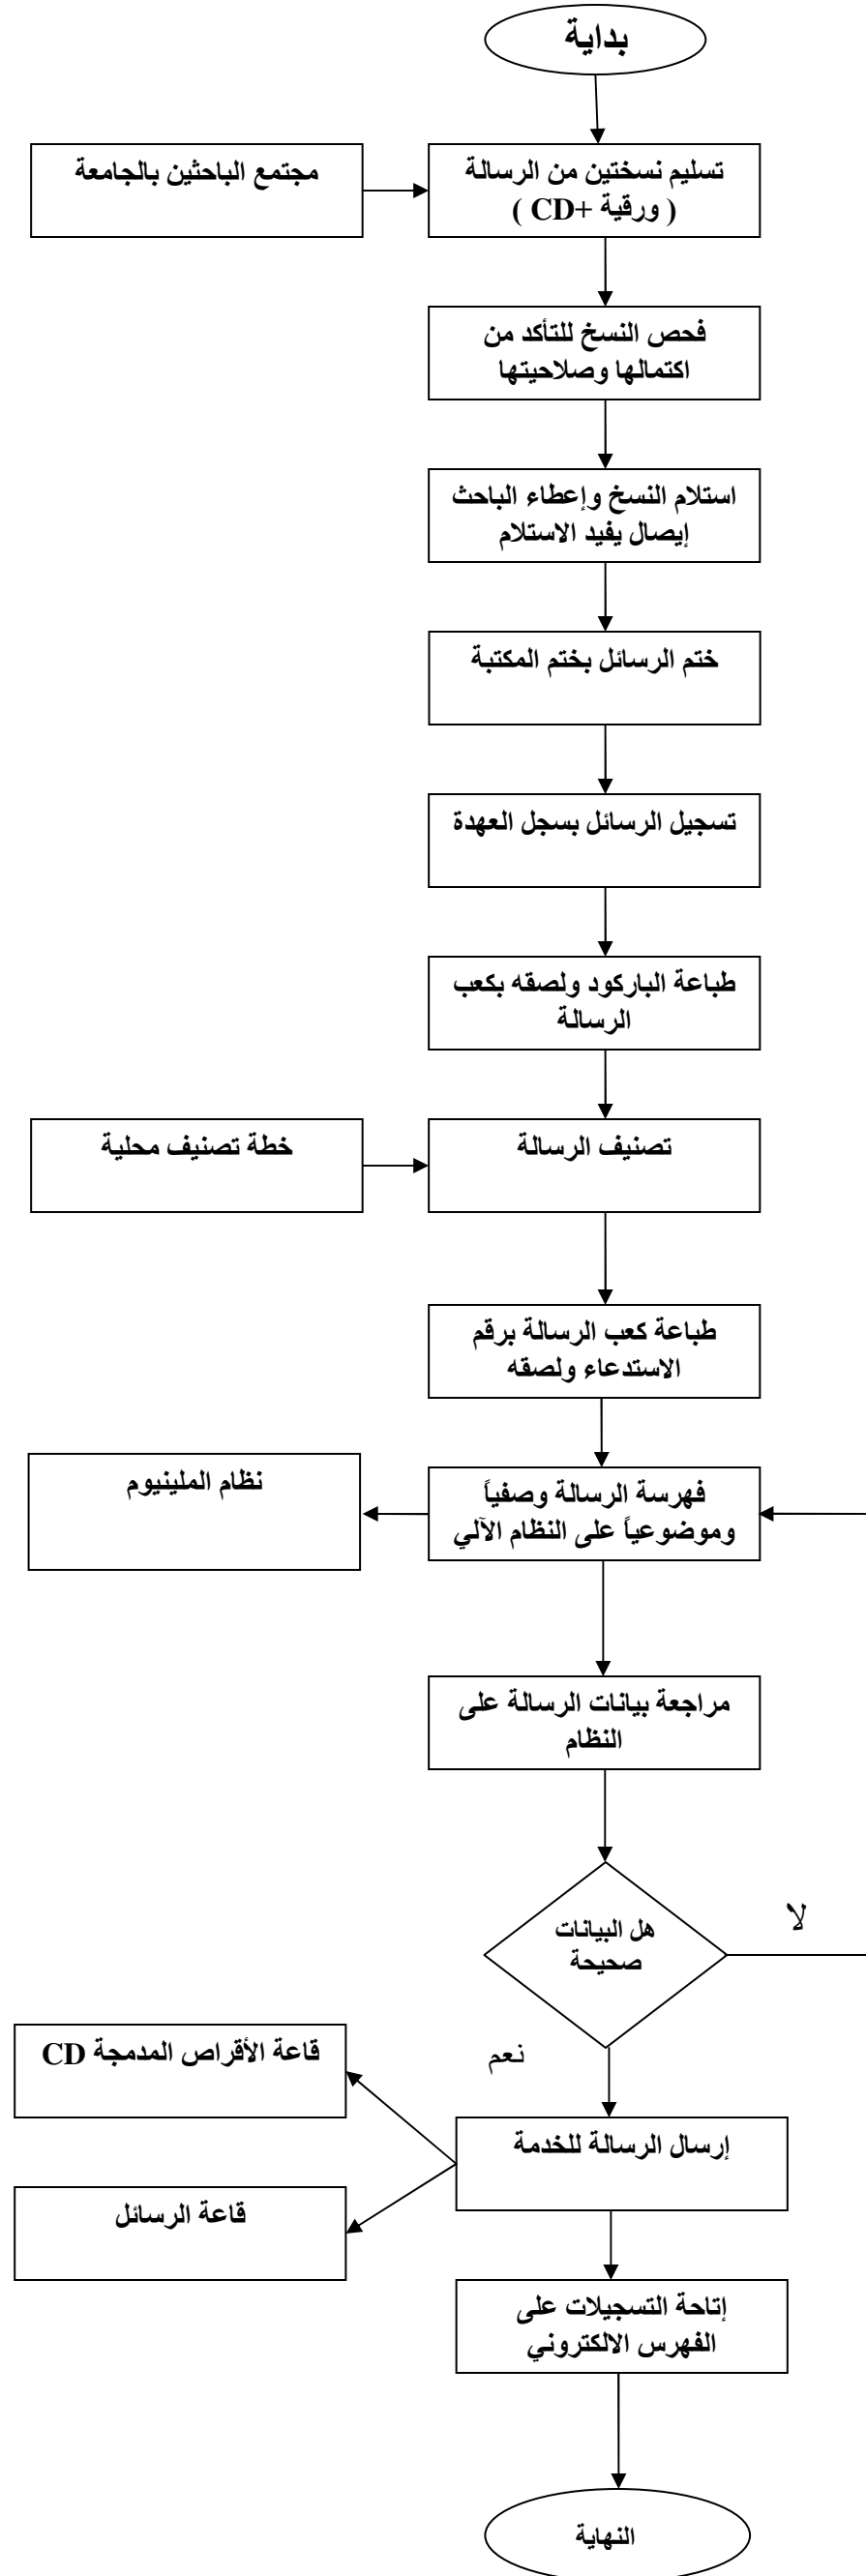 بداية
مجتمع الباحثين بالجامعة
تسليم نسختين من الرسالة
( ورقية +CD )
فحص النسخ للتأكد من
اكتمالها وصلاحيتها
استلام النسخ وإعطاء الباحث
إيصال يفيد الاستلام
ختم الرسائل بختم المكتبة
تسجيل الرسائل بسجل العهدة
طباعة الباركود ولصقه بكعب
الرسالة
تصنيف الرسالة
خطة تصنيف محلية
طباعة كعب الرسالة برقم
الاستدعاء ولصقه
فهرسة الرسالة وصفياً
وموضوعياً على النظام الآلي
نظام الملينيوم
مراجعة بيانات الرسالة على
النظام
هل البيانات
صحيحة
لا
نعم
إرسال الرسالة للخدمة
قاعة الأقراص المدمجة CD
قاعة الرسائل
إتاحة التسجيلات على
الفهرس الالكتروني
النهاية